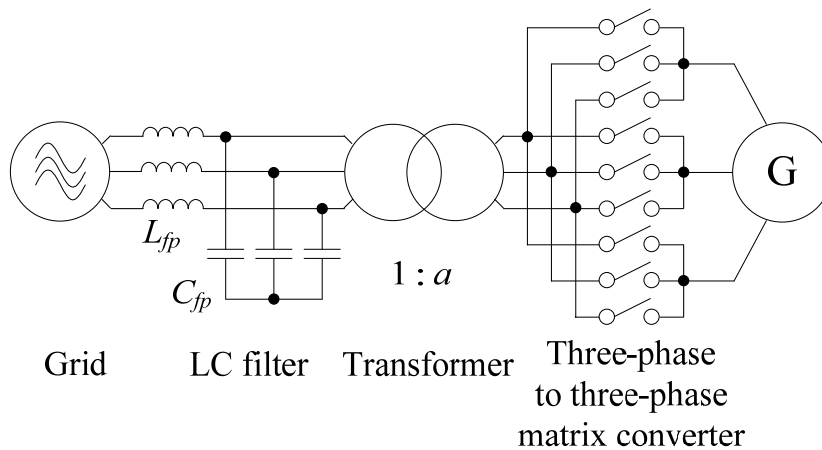 G
L_fp
C_fp
1 : a
Grid
LC filter
Transformer
Three-phase
to three-phase
matrix converter